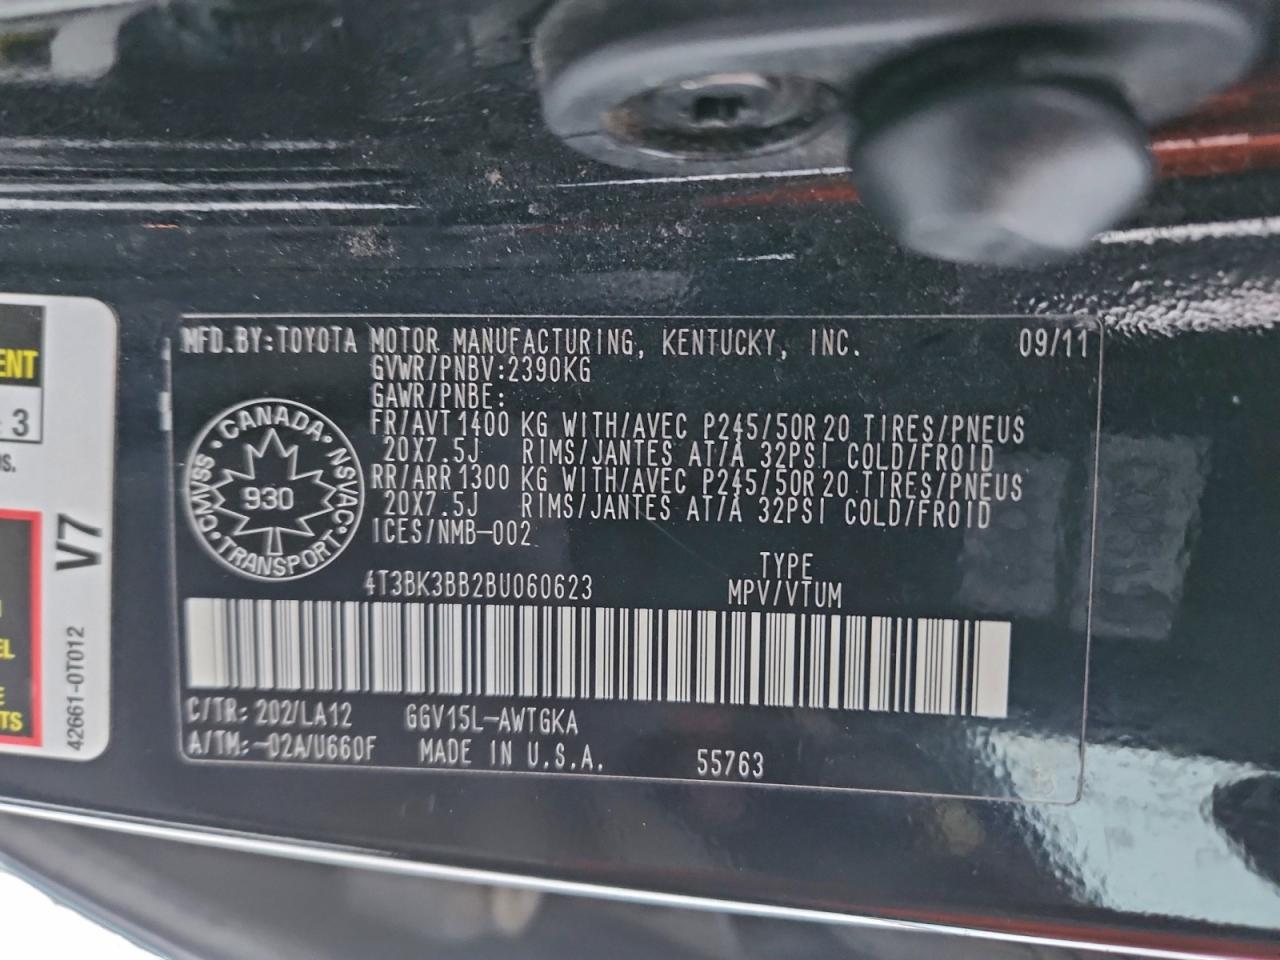 MFD.BY:TOYOTA MOTOR MANUFACTURING, KENTUCKY, INC. 09/11
GVWR/PNBV:2390KG
GAWR/PNBE:
FR/AVT 1400 KG WITH/AVEC P245/50R20 TIRES/PNEUS
20X7.5J RIMS/JANTES AT/A 32PSI COLD/FROID
RR/ARR 1300 KG WITH/AVEC P245/50R20 TIRES/PNEUS
20X7.5J RIMS/JANTES AT/A 32PSI COLD/FROID
ICES/NMB-002
CANADA
CMVSS • NSVAC
930
TRANSPORT
TYPE
4T3BK3BB2BU060623 MPV/VTUM
C/TR: 202/LA12 GGV15L-AWTGKA
A/TM: -02A/U660F MADE IN U.S.A. 55763
B
ENT
3
OS.
V7
EL
E
TS
42661-0T012